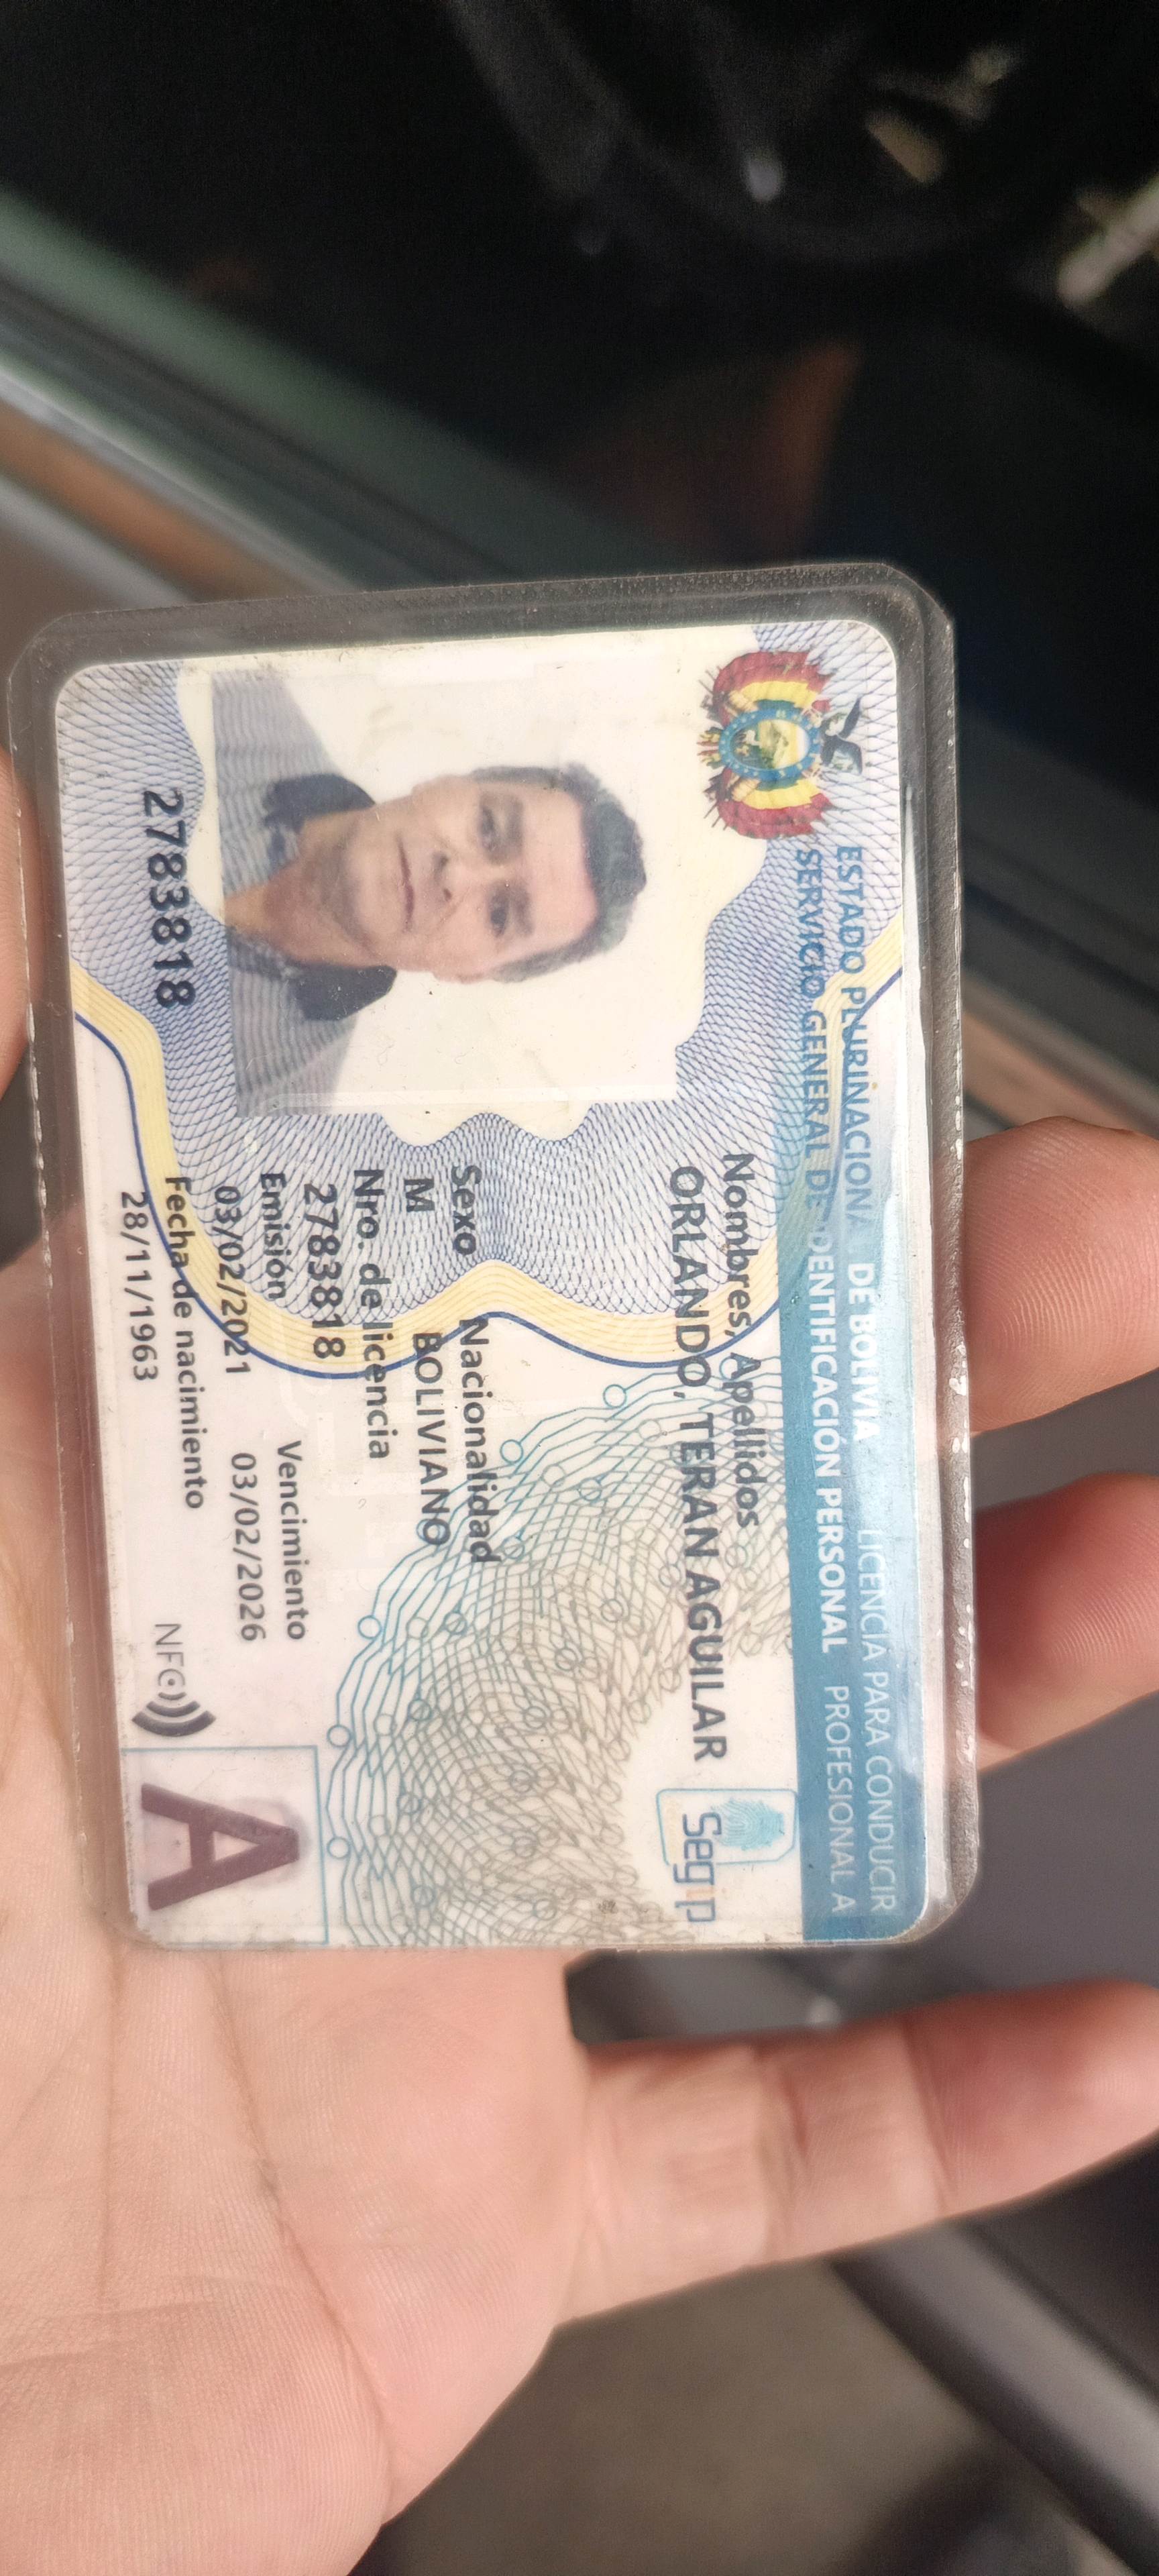 ESTADO PLURINACIONAL DE BOLIVIA LICENCIA PARA CONDUCIR
SERVICIO GENERAL DE IDENTIFICACIÓN PERSONAL PROFESIONAL A
Nombres, Apellidos
ORLANDO, TERAN AGUILAR
Segip
Sexo Nacionalidad
M BOLIVIANO
Nro. de licencia
2783818
Emisión Vencimiento
03/02/2021 03/02/2026
Fecha de nacimiento
28/11/1963
2783818
NFC
A